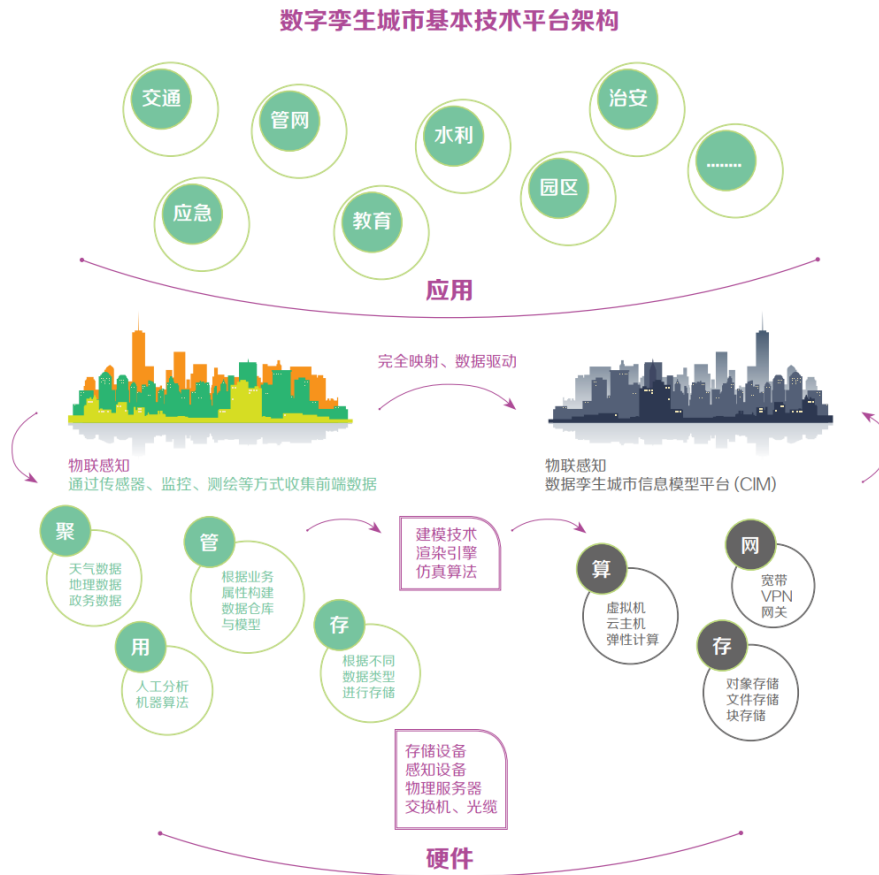 数字孪生城市基本技术平台架构
交通
管网
水利
治安
........
应急
教育
园区
应用
完全映射、数据驱动
物联感知
通过传感器、监控、测绘等方式收集前端数据
物联感知
数据孪生城市信息模型平台(CIM)
聚
天气数据
地理数据
政务数据
管
根据业务
属性构建
数据仓库
与模型
用
人工分析
机器算法
存
根据不同
数据类型
进行存储
建模技术
渲染引擎
仿真算法
算
虚拟机
云主机
弹性计算
网
宽带
VPN
网关
存
对象存储
文件存储
块存储
存储设备
感知设备
物理服务器
交换机、光缆
硬件